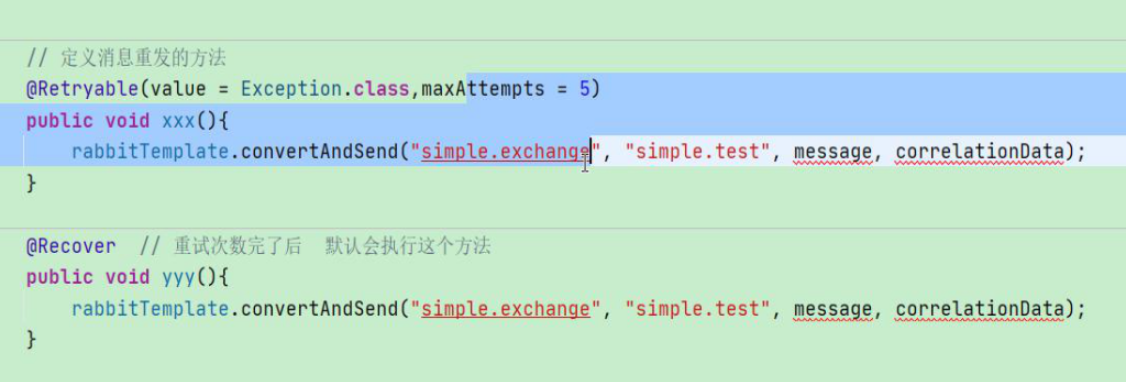 // 定义消息重发的方法
@Retryable(value = Exception.class,maxAttempts = 5)
public void xxx(){
    rabbitTemplate.convertAndSend("simple.exchange", "simple.test", message, correlationData);
}
@Recover  // 重试次数完了后  默认会执行这个方法
public void yyy(){
    rabbitTemplate.convertAndSend("simple.exchange", "simple.test", message, correlationData);
}